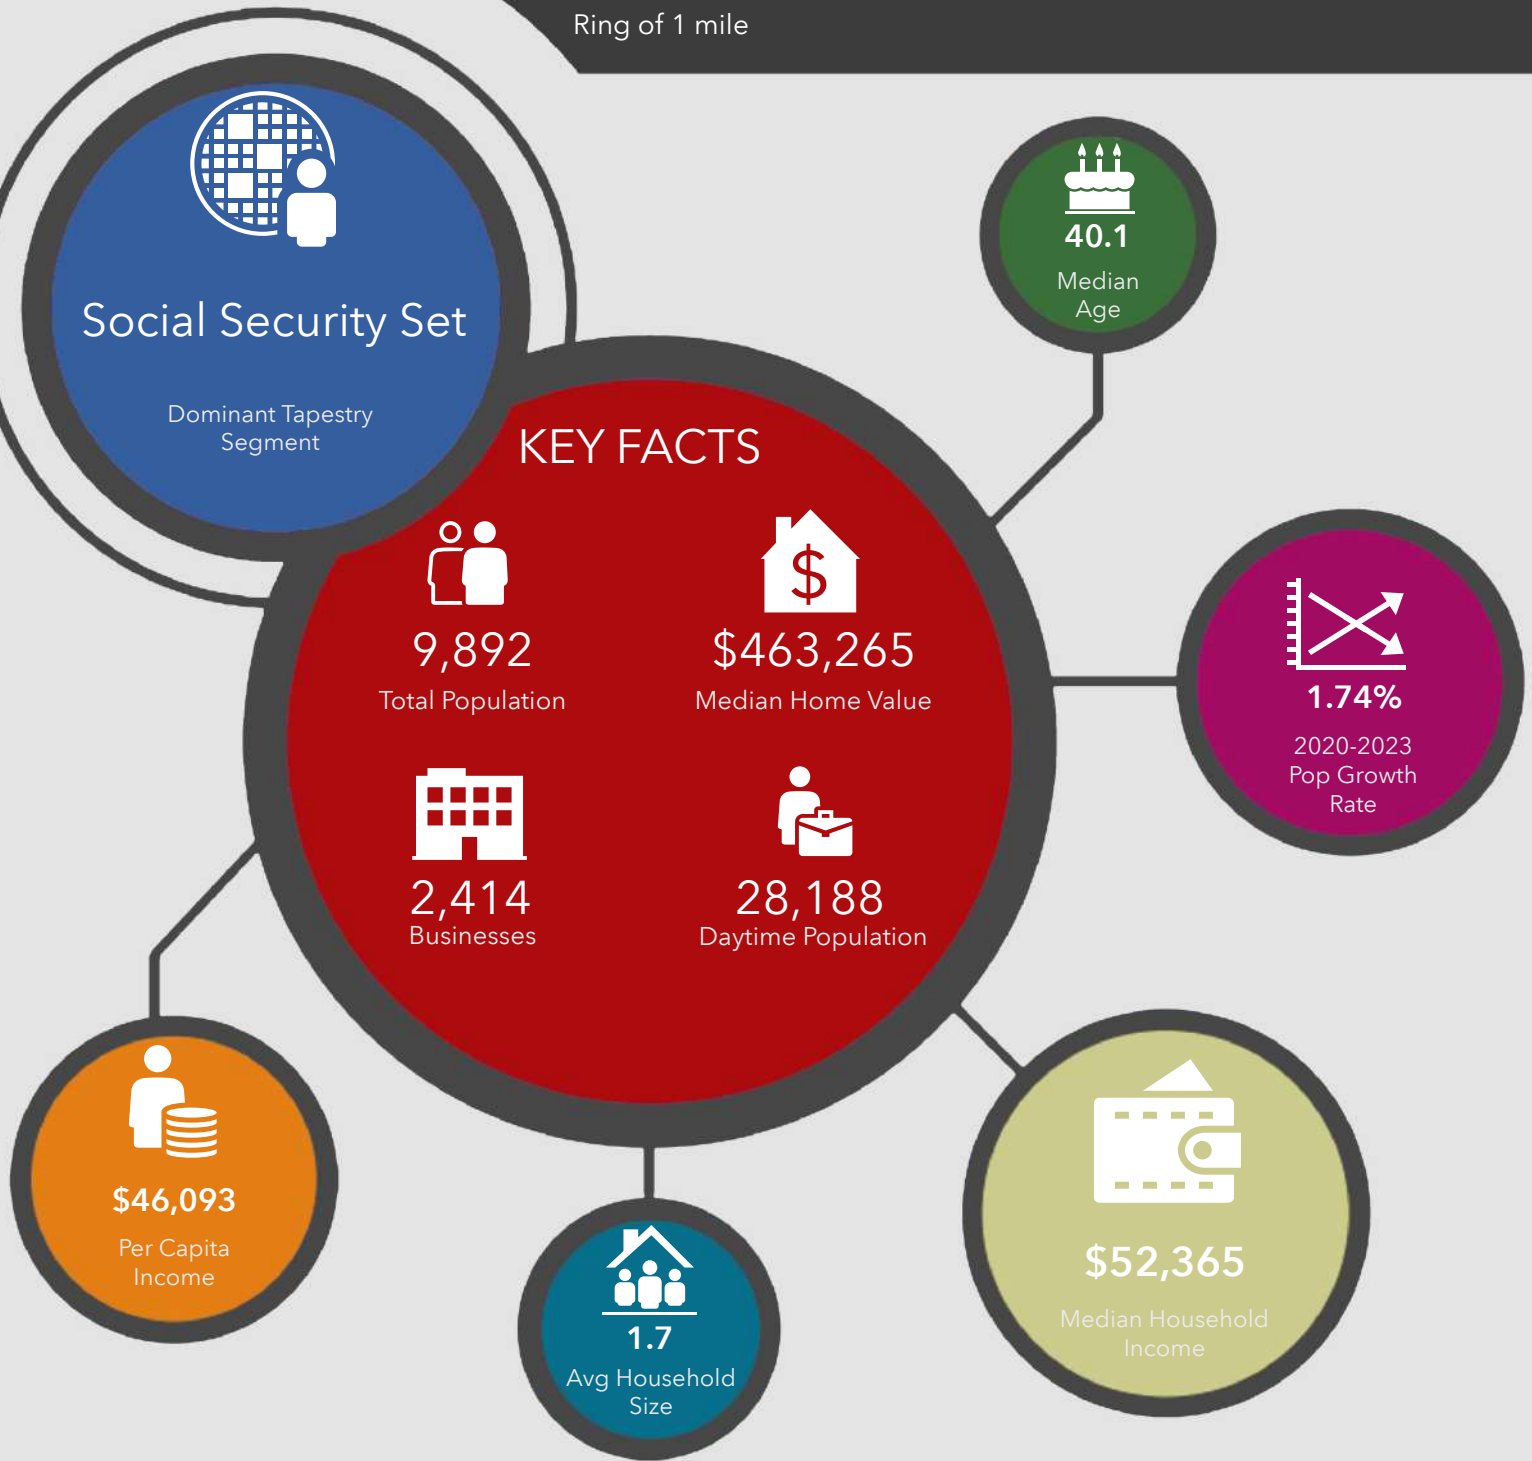 Ring of 1 mile
Social Security Set
Dominant Tapestry
Segment
KEY FACTS
9,892
Total Population
$463,265
Median Home Value
2,414
Businesses
28,188
Daytime Population
40.1
Median
Age
1.74%
2020-2023
Pop Growth
Rate
$46,093
Per Capita
Income
1.7
Avg Household
Size
$52,365
Median Household
Income